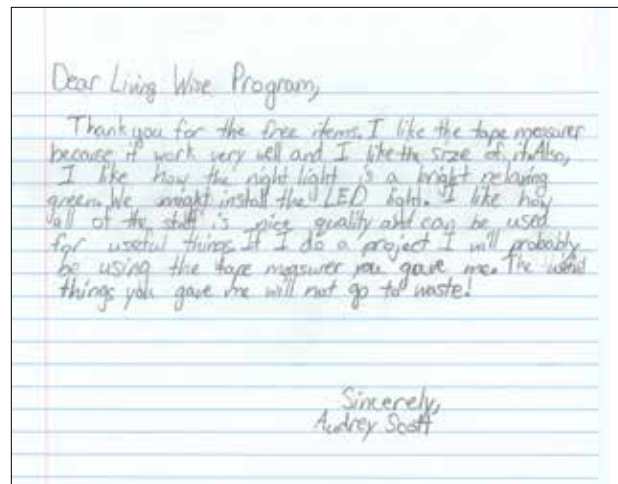 Dear Living Wise Program,
Thank you for the free items. I like the tape measurer
because it work very well and I like the size of it. Also,
I like how the night light is a bright relaxing
green. We might install the LED light. I like how
all of the stuff is nice quality and can be used
for useful things. If I do a project I will probably
be using the tape measurer you gave me. The useful
things you gave me will not go to waste!
Sincerely,
Audrey Scott